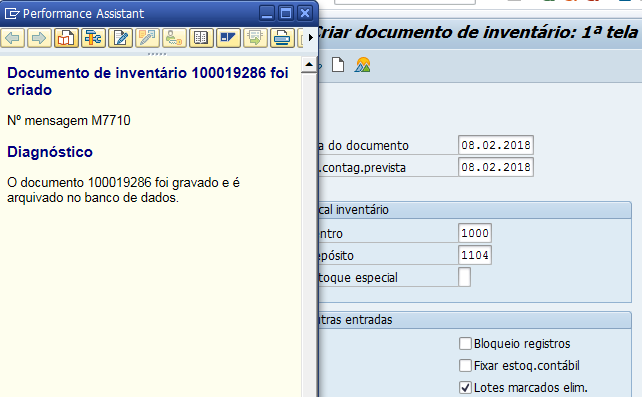 Performance Assistant
Documento de inventário 100019286 foi
criado
Nº mensagem M7710
Diagnóstico
O documento 100019286 foi gravado e é
arquivado no banco de dados.
Criar documento de inventário: 1ª tela
a do documento 08.02.2018
.contag.prevista 08.02.2018
cal inventário
ntro 1000
epósito 1104
toque especial
tras entradas
Bloqueio registros
Fixar estoq.contábil
Lotes marcados elim.